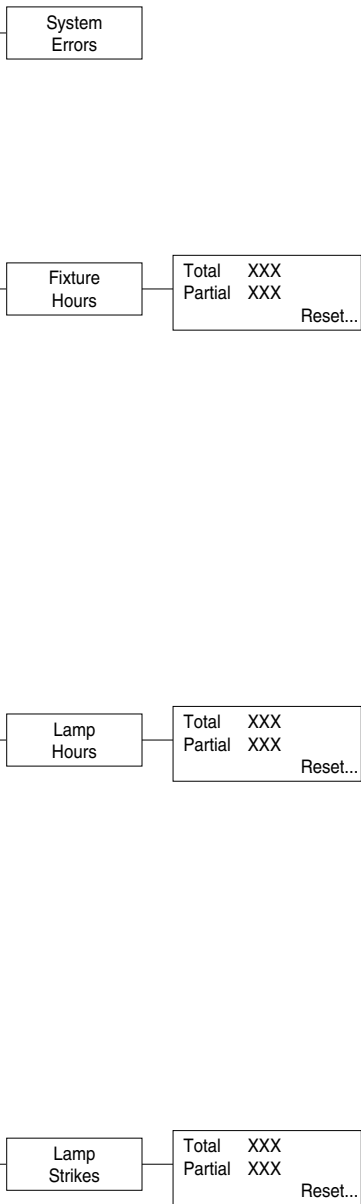 System
Errors
Fixture
Hours
Total XXX
Partial XXX
Reset...
Lamp
Hours
Total XXX
Partial XXX
Reset...
Lamp
Strikes
Total XXX
Partial XXX
Reset...